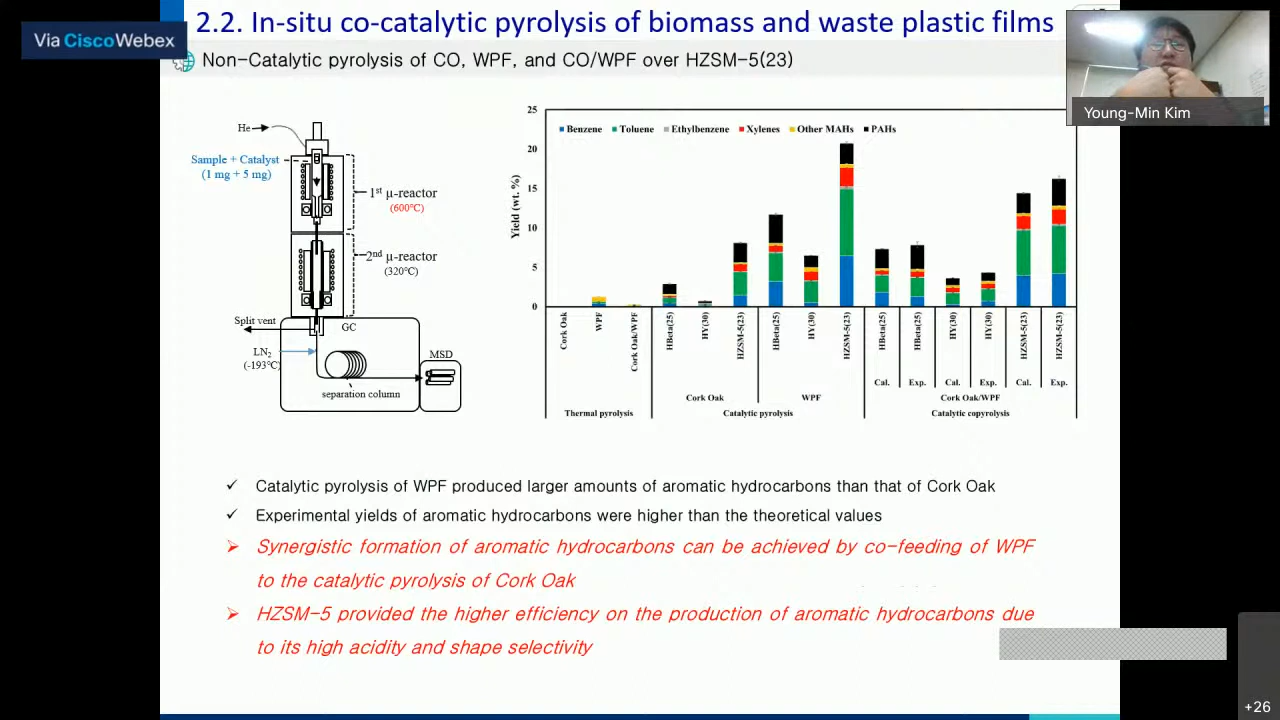 2.2. In-situ co-catalytic pyrolysis of biomass and waste plastic films
Via Cisco Webex
Non-Catalytic pyrolysis of CO, WPF, and CO/WPF over HZSM-5(23)
Young-Min Kim
He
Sample + Catalyst
(1 mg + 5 mg)
1st µ-reactor
(600℃)
2nd µ-reactor
(320℃)
Split vent
GC
LN2
(-193℃)
MSD
separation column
25
20
15
10
5
0
Yield (wt. %)
Benzene Toluene Ethylbenzene Xylenes Other MAHs PAHs
Cork Oak
WPF
Cork Oak/WPF
HBeta(25)
HY(30)
HZSM-5(23)
HBeta(25)
HY(30)
HZSM-5(23)
HBeta(25)
HBeta(25)
HY(30)
HY(30)
HZSM-5(23)
HZSM-5(23)
Cal. Exp. Cal. Exp. Cal. Exp.
Cork Oak WPF Cork Oak/WPF
Thermal pyrolysis Catalytic pyrolysis Catalytic copyrolysis
Catalytic pyrolysis of WPF produced larger amounts of aromatic hydrocarbons than that of Cork Oak
Experimental yields of aromatic hydrocarbons were higher than the theoretical values
Synergistic formation of aromatic hydrocarbons can be achieved by co-feeding of WPF
to the catalytic pyrolysis of Cork Oak
HZSM-5 provided the higher efficiency on the production of aromatic hydrocarbons due
to its high acidity and shape selectivity
+26